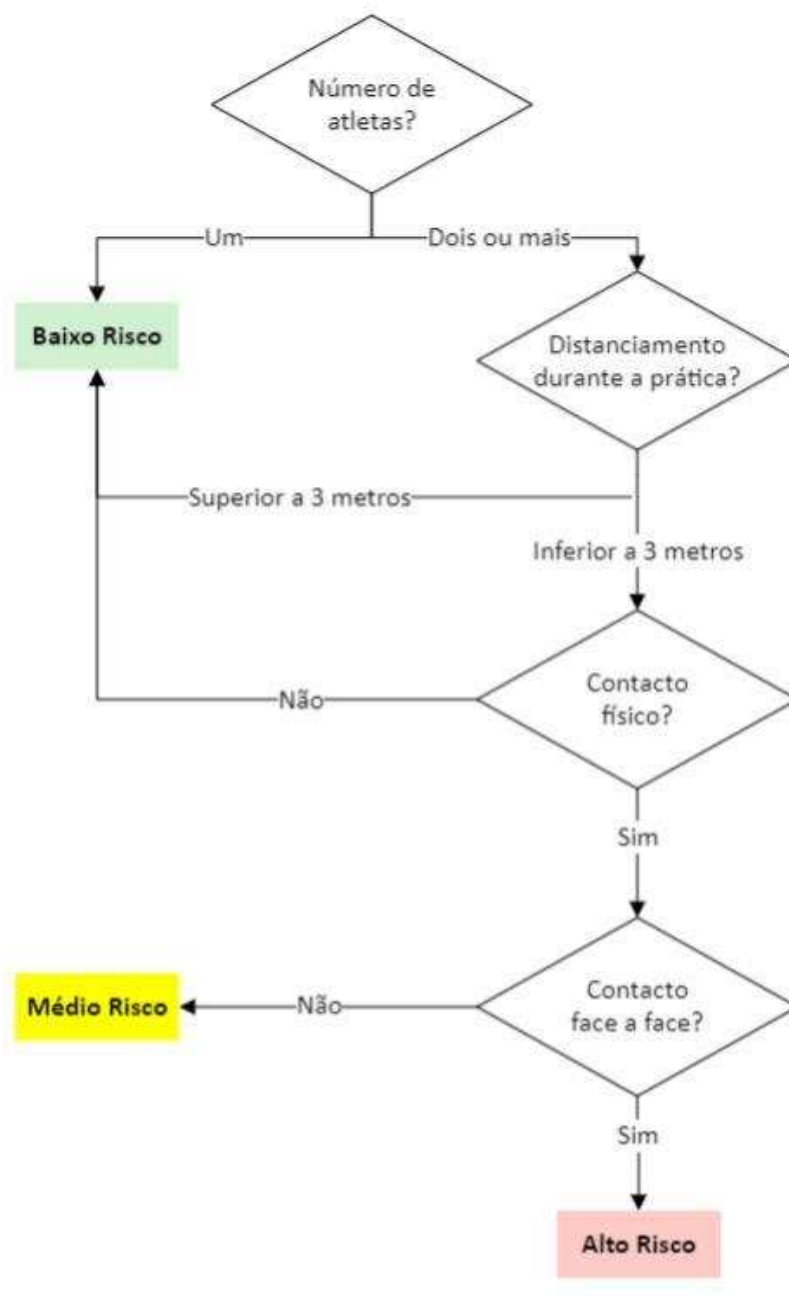 Número de
atletas?
Um
Dois ou mais
Baixo Risco
Distanciamento
durante a prática?
Superior a 3 metros
Inferior a 3 metros
Contacto
físico?
Não
Sim
Contacto
face a face?
Médio Risco
Não
Sim
Alto Risco